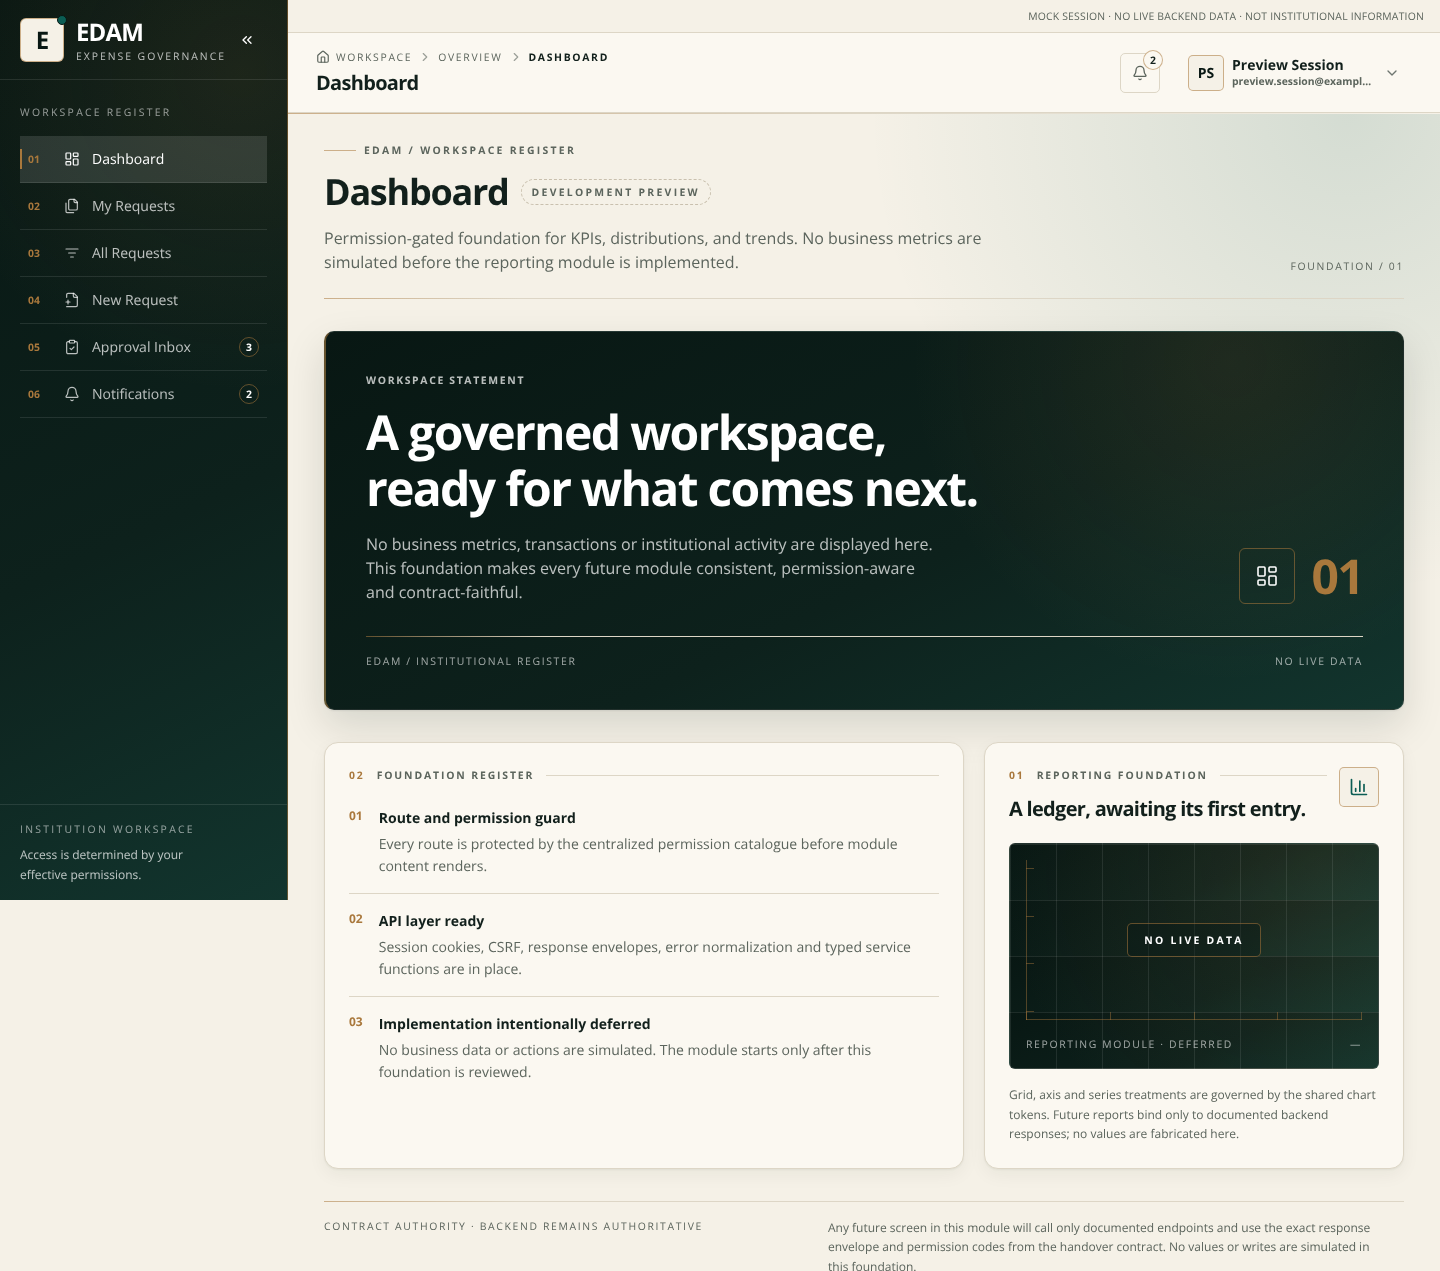 E
EDAM
EXPENSE GOVERNANCE
WORKSPACE REGISTER
01 Dashboard
02 My Requests
03 All Requests
04 New Request
05 Approval Inbox 3
06 Notifications 2
INSTITUTION WORKSPACE
Access is determined by your
effective permissions.
MOCK SESSION · NO LIVE BACKEND DATA · NOT INSTITUTIONAL INFORMATION
WORKSPACE > OVERVIEW > DASHBOARD
Dashboard
2
PS
Preview Session
preview.session@exampl...
EDAM / WORKSPACE REGISTER
Dashboard DEVELOPMENT PREVIEW
Permission-gated foundation for KPIs, distributions, and trends. No business metrics are
simulated before the reporting module is implemented.
FOUNDATION / 01
WORKSPACE STATEMENT
A governed workspace,
ready for what comes next.
No business metrics, transactions or institutional activity are displayed here.
This foundation makes every future module consistent, permission-aware
and contract-faithful.
01
EDAM / INSTITUTIONAL REGISTER
NO LIVE DATA
02 FOUNDATION REGISTER
01 Route and permission guard
Every route is protected by the centralized permission catalogue before module
content renders.
02 API layer ready
Session cookies, CSRF, response envelopes, error normalization and typed service
functions are in place.
03 Implementation intentionally deferred
No business data or actions are simulated. The module starts only after this
foundation is reviewed.
01 REPORTING FOUNDATION
A ledger, awaiting its first entry.
NO LIVE DATA
REPORTING MODULE · DEFERRED —
Grid, axis and series treatments are governed by the shared chart
tokens. Future reports bind only to documented backend
responses; no values are fabricated here.
CONTRACT AUTHORITY · BACKEND REMAINS AUTHORITATIVE
Any future screen in this module will call only documented endpoints and use the exact response
envelope and permission codes from the handover contract. No values or writes are simulated in
this foundation.